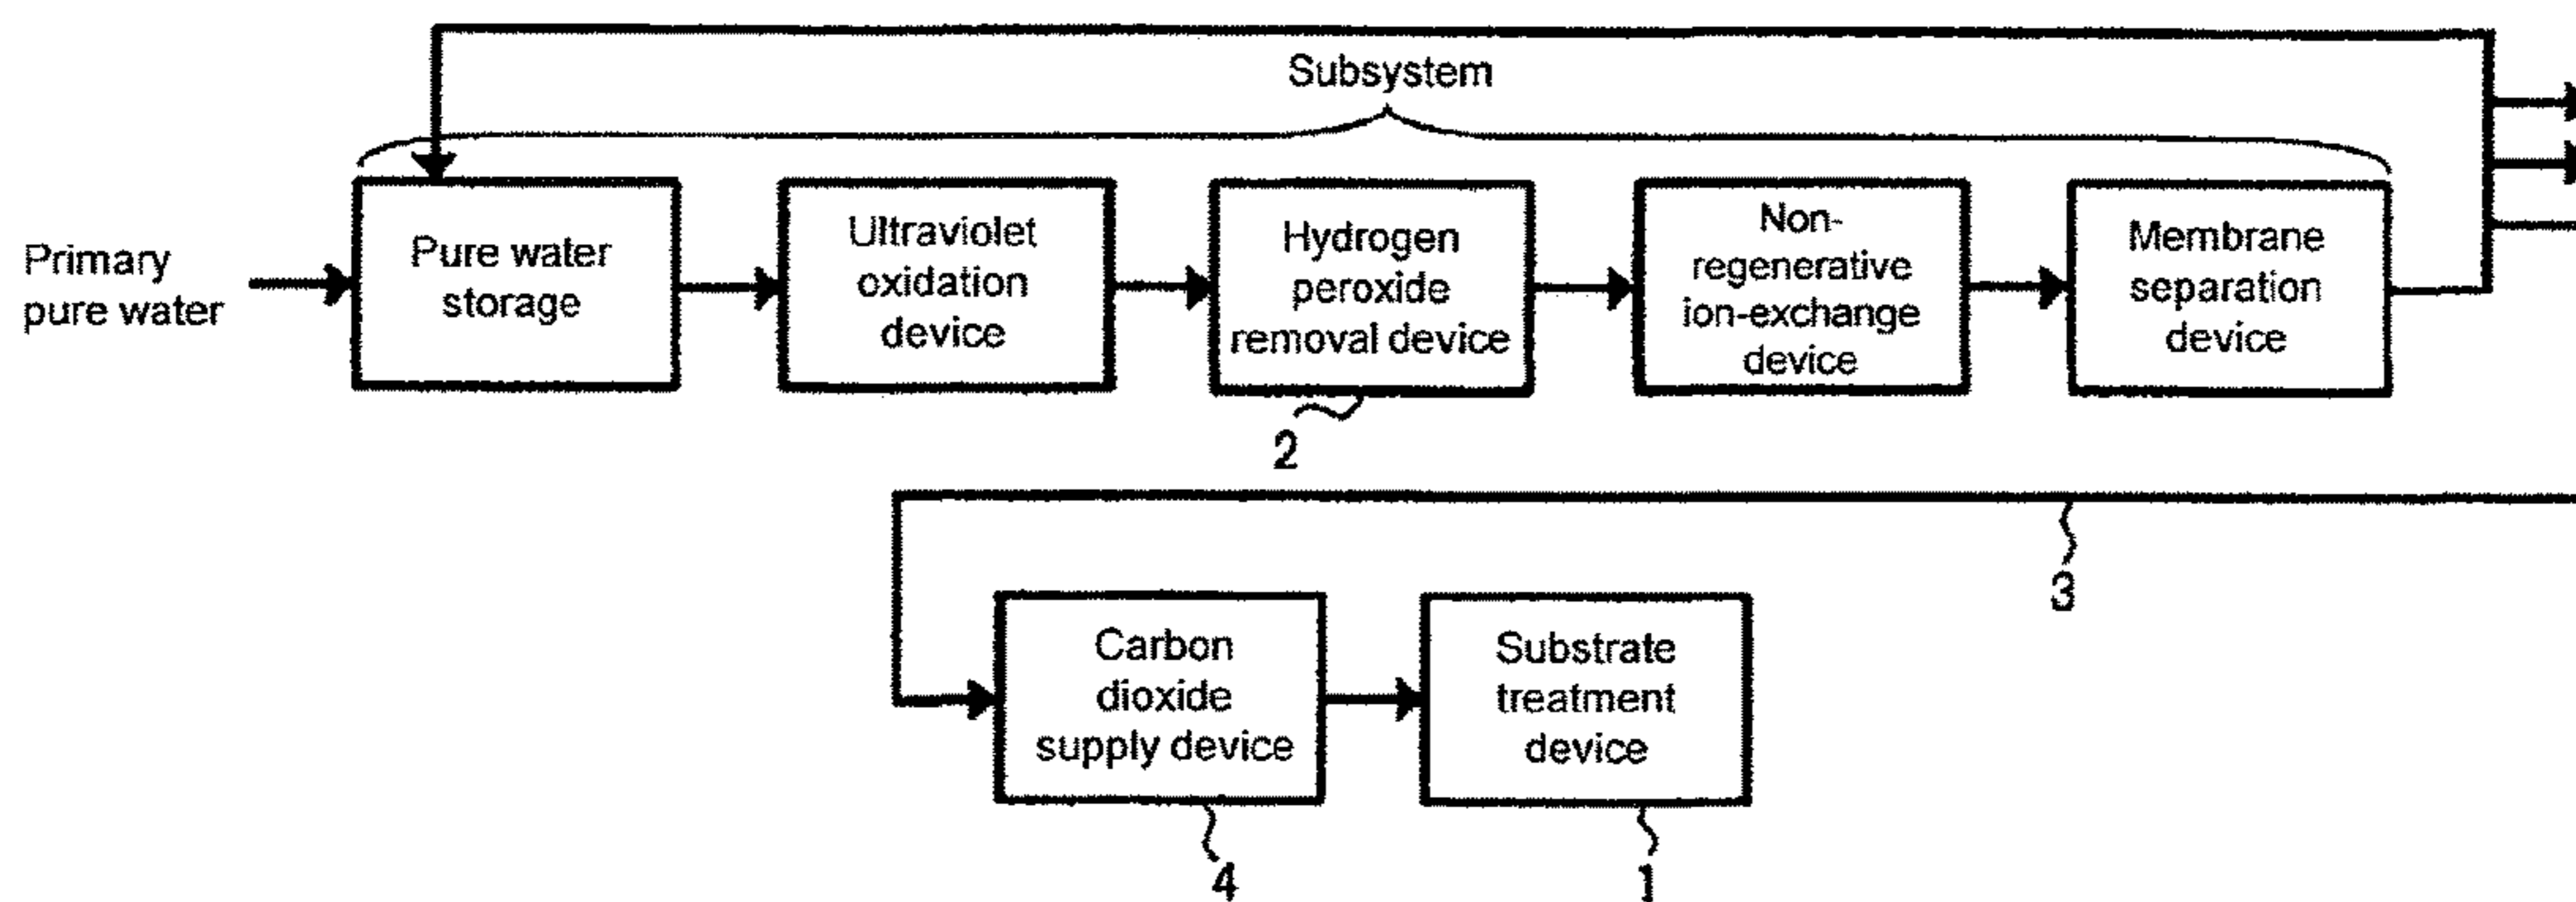 Subsystem
Primary
pure water
Pure water
storage
Ultraviolet
oxidation
device
Hydrogen
peroxide
removal device
Non-
regenerative
ion-exchange
device
Membrane
separation
device
2
3
Carbon
dioxide
supply device
Substrate
treatment
device
4
1